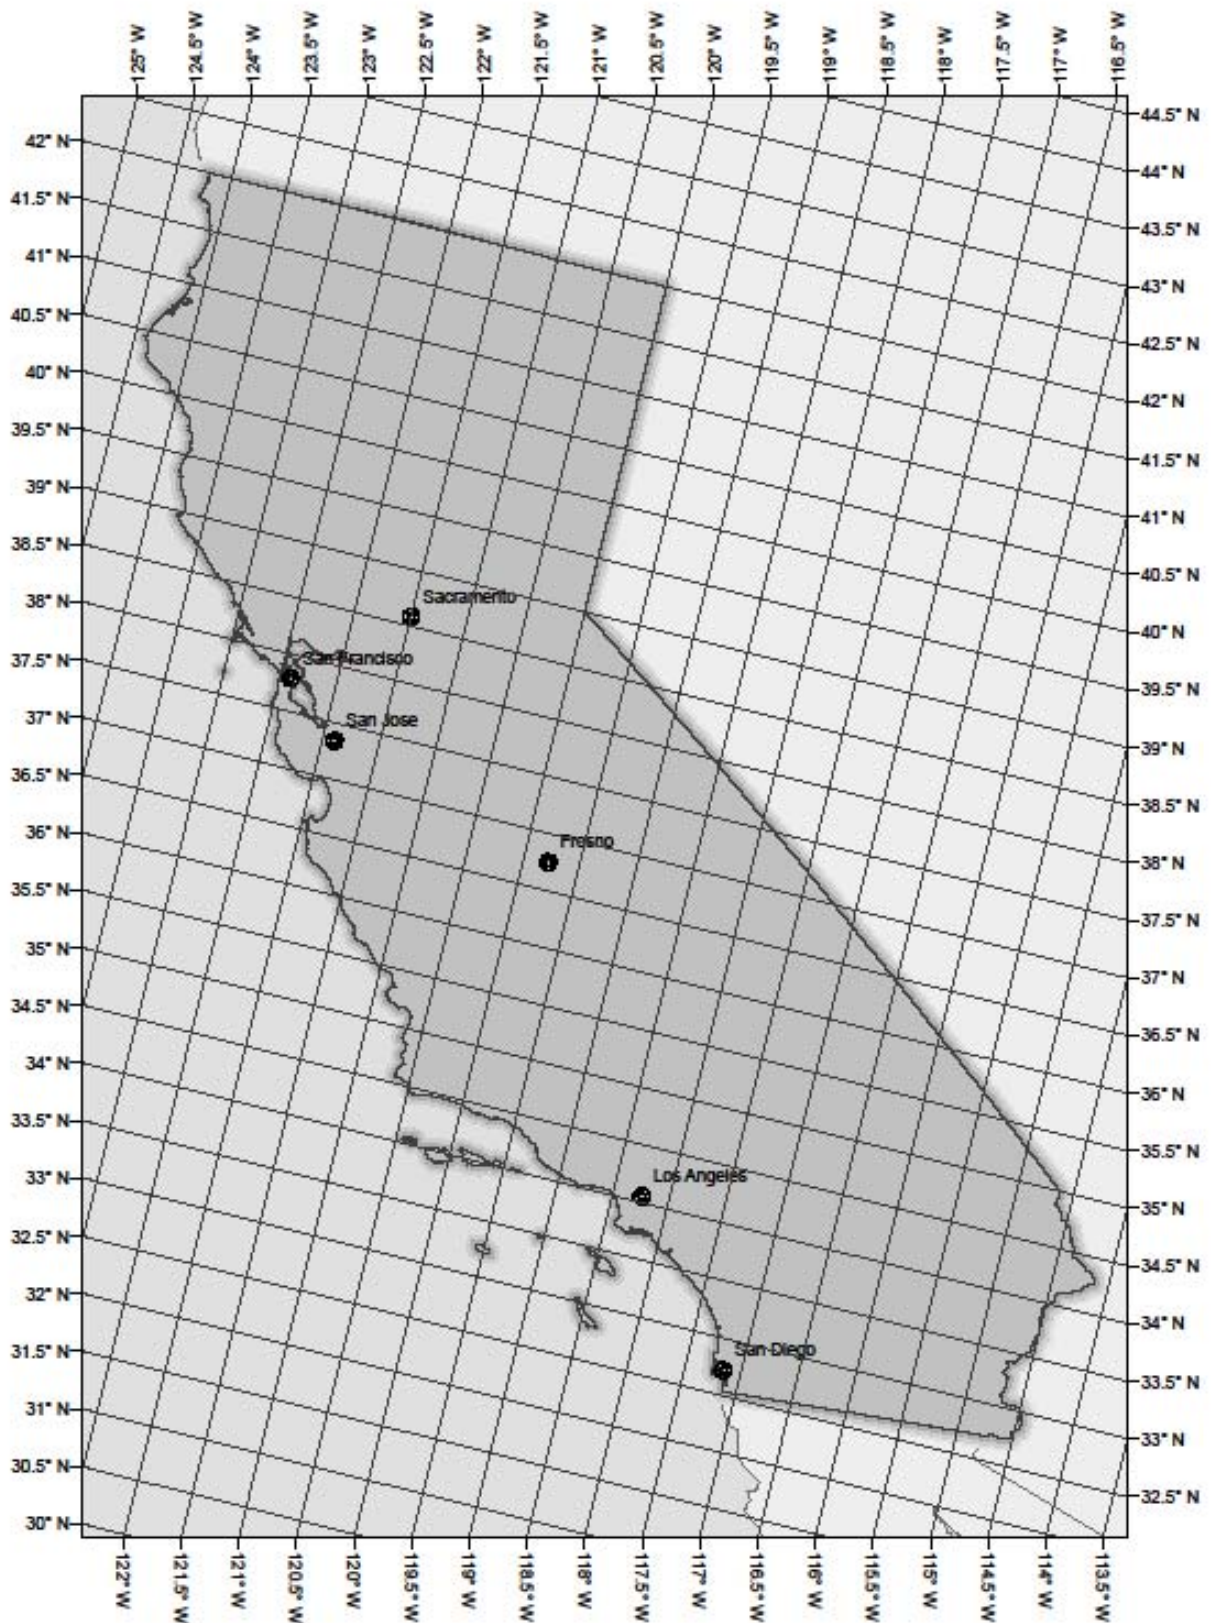 125° W
124.5° W
124° W
123.5° W
123° W
122.5° W
122° W
121.5° W
121° W
120.5° W
120° W
119.5° W
119° W
118.5° W
118° W
117.5° W
117° W
116.5° W
42° N
41.5° N
41° N
40.5° N
40° N
39.5° N
39° N
38.5° N
38° N
37.5° N
37° N
36.5° N
36° N
35.5° N
35° N
34.5° N
34° N
33.5° N
33° N
32.5° N
32° N
31.5° N
31° N
30.5° N
30° N
Sacramento
San Francisco
San Jose
Fresno
Los Angeles
San Diego
44.5° N
44° N
43.5° N
43° N
42.5° N
42° N
41.5° N
41° N
40.5° N
40° N
39.5° N
39° N
38.5° N
38° N
37.5° N
37° N
36.5° N
36° N
35.5° N
35° N
34.5° N
34° N
33.5° N
33° N
32.5° N
122° W
121.5° W
121° W
120.5° W
120° W
119.5° W
119° W
118.5° W
118° W
117.5° W
117° W
116.5° W
116° W
115.5° W
115° W
114.5° W
114° W
113.5° W